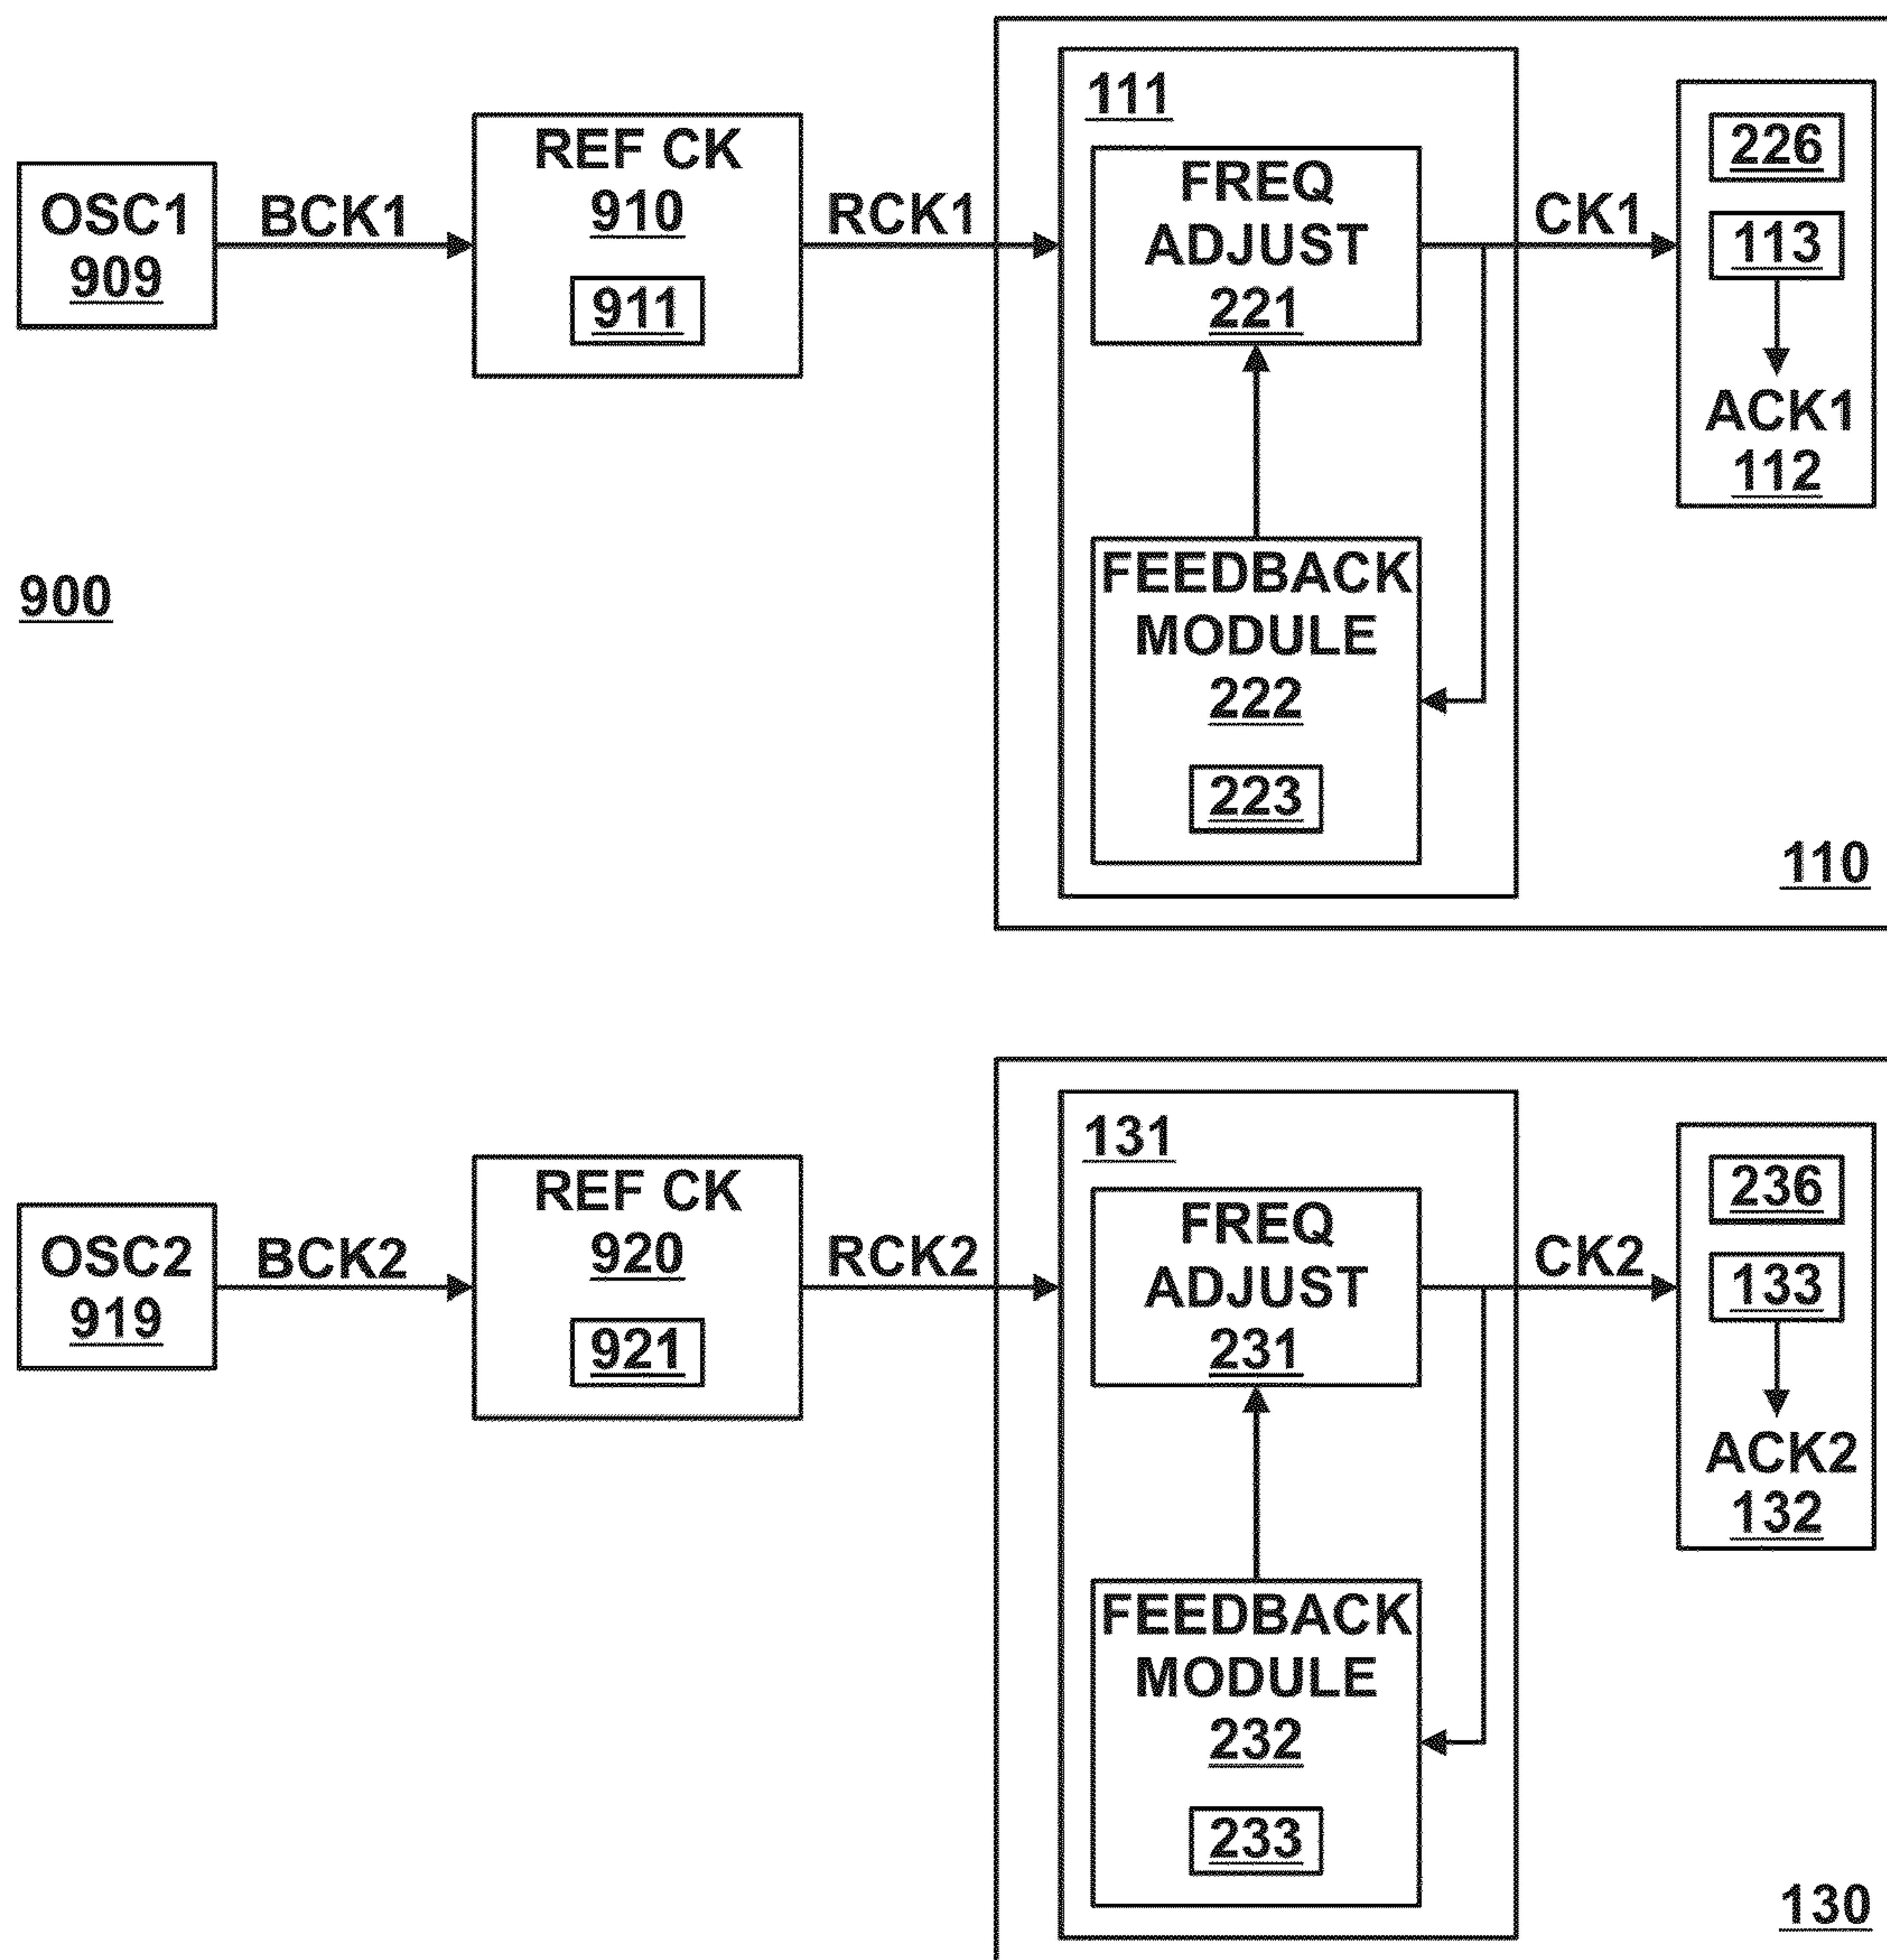 111
226
REF CK
FREQ
OSC1
BCK1
910
RCK1
ADJUST
CK1
113
909
911
221
ACK1
112
900
FEEDBACK
MODULE
222
223
110
131
236
REF CK
FREQ
OSC2
BCK2
920
RCK2
ADJUST
CK2
133
919
921
231
ACK2
132
FEEDBACK
MODULE
232
233
130